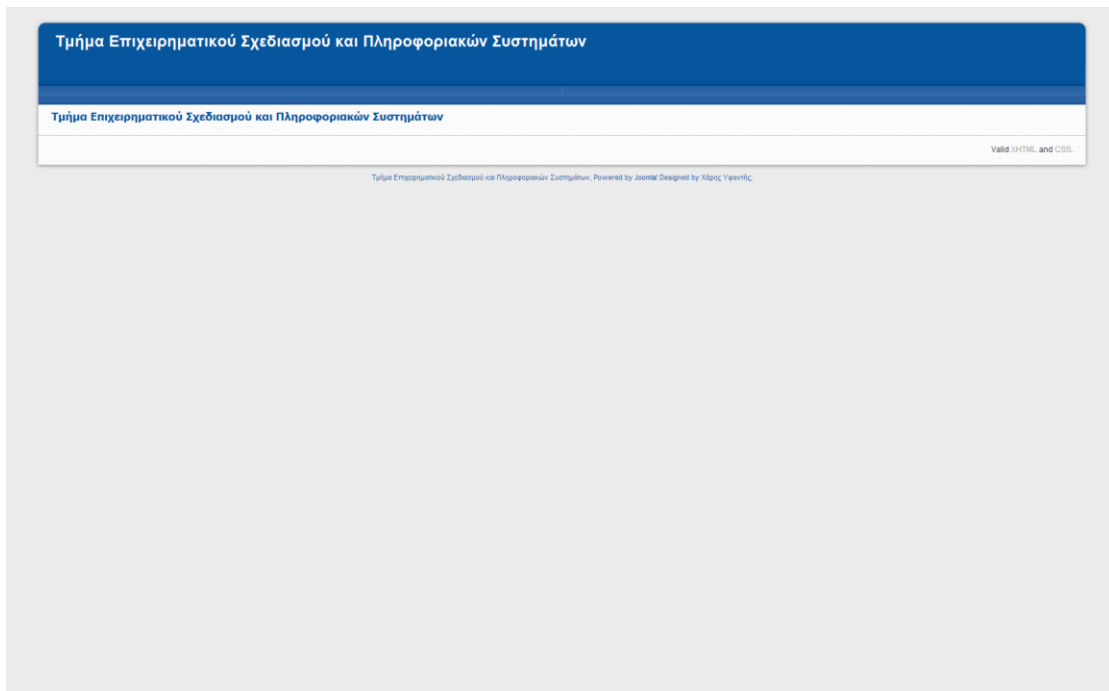 Τμήμα Επιχειρηματικού Σχεδιασμού και Πληροφοριακών Συστημάτων
Τμήμα Επιχειρηματικού Σχεδιασμού και Πληροφοριακών Συστημάτων
Valid XHTML and CSS.
Τμήμα Επιχειρηματικού Σχεδιασμού και Πληροφοριακών Συστημάτων, Powered by Joomla! Designed by Χάρης Υφαντής.